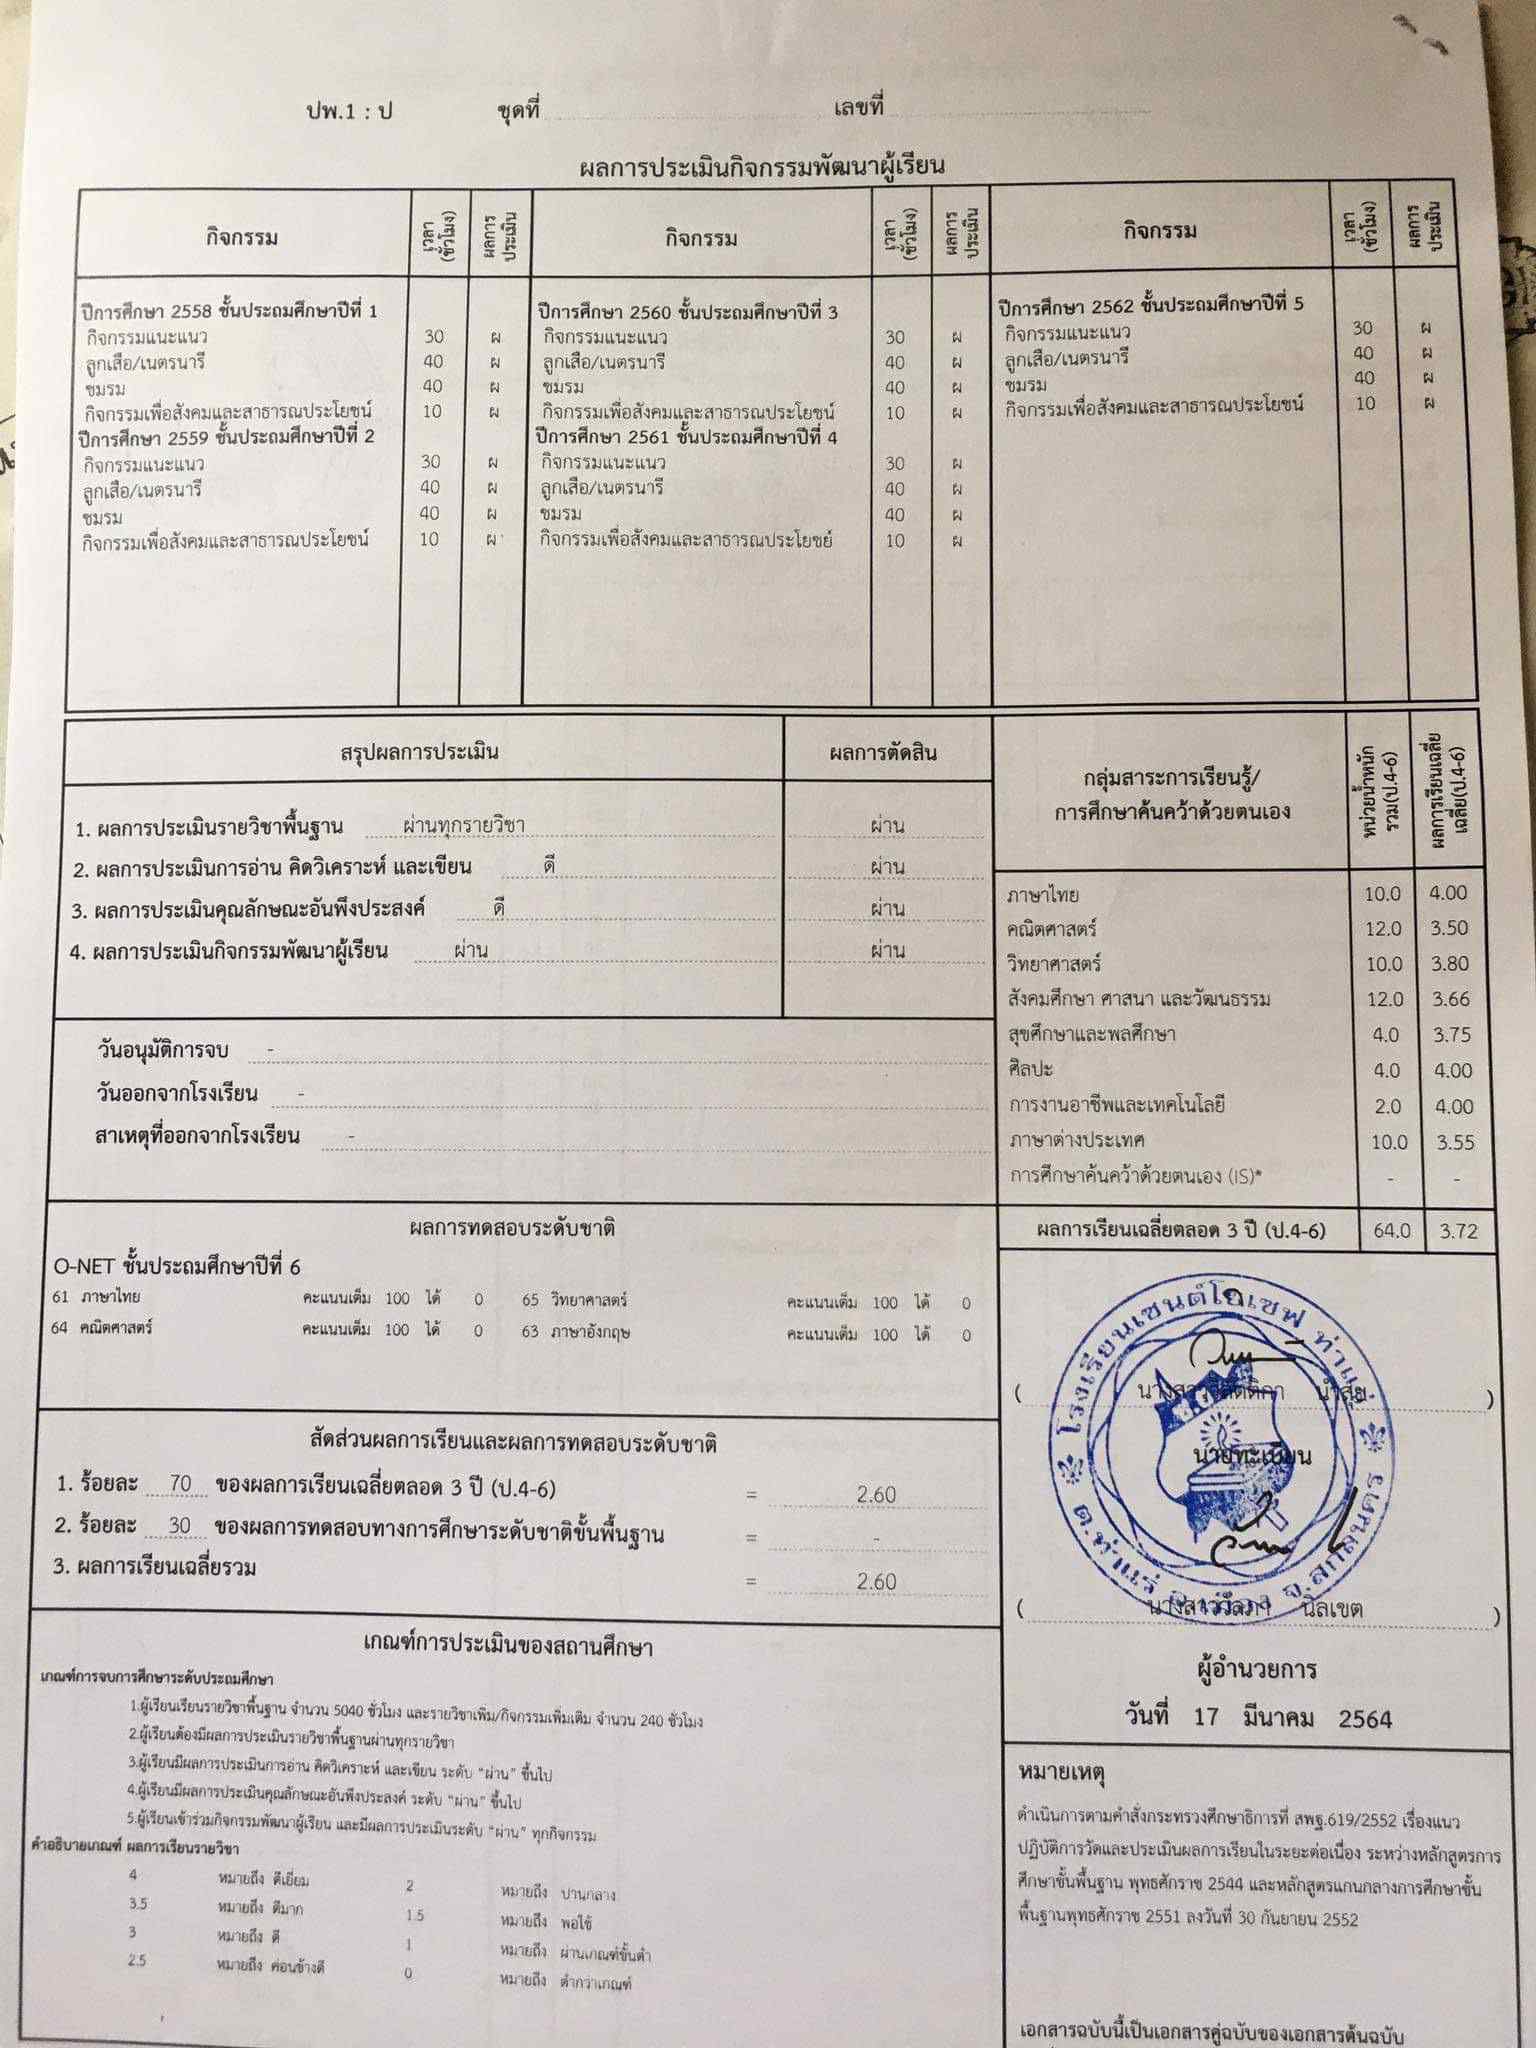 ปพ.1 : ป ชุดที่ เลขที่
ผลการประเมินกิจกรรมพัฒนาผู้เรียน
กิจกรรม เวลา (ชั่วโมง) ผลการประเมิน กิจกรรม เวลา (ชั่วโมง) ผลการประเมิน กิจกรรม เวลา (ชั่วโมง) ผลการประเมิน
ปีการศึกษา 2558 ชั้นประถมศึกษาปีที่ 1
กิจกรรมแนะแนว 30 ผ
ลูกเสือ/เนตรนารี 40 ผ
ชมรม 40 ผ
กิจกรรมเพื่อสังคมและสาธารณประโยชน์ 10 ผ
ปีการศึกษา 2559 ชั้นประถมศึกษาปีที่ 2
กิจกรรมแนะแนว 30 ผ
ลูกเสือ/เนตรนารี 40 ผ
ชมรม 40 ผ
กิจกรรมเพื่อสังคมและสาธารณประโยชน์ 10 ผ
ปีการศึกษา 2560 ชั้นประถมศึกษาปีที่ 3
กิจกรรมแนะแนว 30 ผ
ลูกเสือ/เนตรนารี 40 ผ
ชมรม 40 ผ
กิจกรรมเพื่อสังคมและสาธารณประโยชน์ 10 ผ
ปีการศึกษา 2561 ชั้นประถมศึกษาปีที่ 4
กิจกรรมแนะแนว 30 ผ
ลูกเสือ/เนตรนารี 40 ผ
ชมรม 40 ผ
กิจกรรมเพื่อสังคมและสาธารณประโยชย์ 10 ผ
ปีการศึกษา 2562 ชั้นประถมศึกษาปีที่ 5
กิจกรรมแนะแนว 30 ผ
ลูกเสือ/เนตรนารี 40 ผ
ชมรม 40 ผ
กิจกรรมเพื่อสังคมและสาธารณประโยชน์ 10 ผ
สรุปผลการประเมิน ผลการตัดสิน
1. ผลการประเมินรายวิชาพื้นฐาน ผ่านทุกรายวิชา ผ่าน
2. ผลการประเมินการอ่าน คิดวิเคราะห์ และเขียน ดี ผ่าน
3. ผลการประเมินคุณลักษณะอันพึงประสงค์ ดี ผ่าน
4. ผลการประเมินกิจกรรมพัฒนาผู้เรียน ผ่าน ผ่าน
วันอนุมัติการจบ -
วันออกจากโรงเรียน -
สาเหตุที่ออกจากโรงเรียน -
กลุ่มสาระการเรียนรู้/
การศึกษาค้นคว้าด้วยตนเอง
หน่วยน้ำหนัก
รวม(ป.4-6)
ผลการเรียนเฉลี่ย
เฉลี่ย(ป.4-6)
ภาษาไทย 10.0 4.00
คณิตศาสตร์ 12.0 3.50
วิทยาศาสตร์ 10.0 3.80
สังคมศึกษา ศาสนา และวัฒนธรรม 12.0 3.66
สุขศึกษาและพลศึกษา 4.0 3.75
ศิลปะ 4.0 4.00
การงานอาชีพและเทคโนโลยี 2.0 4.00
ภาษาต่างประเทศ 10.0 3.55
การศึกษาค้นคว้าด้วยตนเอง (IS)* - -
ผลการเรียนเฉลี่ยตลอด 3 ปี (ป.4-6) 64.0 3.72
ผลการทดสอบระดับชาติ
O-NET ชั้นประถมศึกษาปีที่ 6
61 ภาษาไทย คะแนนเต็ม 100 ได้ 0 65 วิทยาศาสตร์ คะแนนเต็ม 100 ได้ 0
64 คณิตศาสตร์ คะแนนเต็ม 100 ได้ 0 63 ภาษาอังกฤษ คะแนนเต็ม 100 ได้ 0
สัดส่วนผลการเรียนและผลการทดสอบระดับชาติ
1. ร้อยละ 70 ของผลการเรียนเฉลี่ยตลอด 3 ปี (ป.4-6) = 2.60
2. ร้อยละ 30 ของผลการทดสอบทางการศึกษาระดับชาติขั้นพื้นฐาน = -
3. ผลการเรียนเฉลี่ยรวม = 2.60
โรงเรียนเซนต์โยเซฟ ท่าแร่
ต.ท่าแร่ อ.เมือง จ.สกลนคร
นายทะเบียน
ผู้อำนวยการ
วันที่ 17 มีนาคม 2564
เกณฑ์การประเมินของสถานศึกษา
เกณฑ์การจบการศึกษาระดับประถมศึกษา
1.ผู้เรียนเรียนรายวิชาพื้นฐาน จำนวน 5040 ชั่วโมง และรายวิชาเพิ่ม/กิจกรรมเพิ่มเติม จำนวน 240 ชั่วโมง
2.ผู้เรียนต้องมีผลการประเมินรายวิชาพื้นฐานผ่านทุกรายวิชา
3.ผู้เรียนมีผลการประเมินการอ่าน คิดวิเคราะห์ และเขียน ระดับ "ผ่าน" ขึ้นไป
4.ผู้เรียนมีผลการประเมินคุณลักษณะอันพึงประสงค์ ระดับ "ผ่าน" ขึ้นไป
5.ผู้เรียนเข้าร่วมกิจกรรมพัฒนาผู้เรียน และมีผลการประเมินระดับ "ผ่าน" ทุกกิจกรรม
คำอธิบายเกณฑ์ ผลการเรียนรายวิชา
4 หมายถึง ดีเยี่ยม 2 หมายถึง ปานกลาง
3.5 หมายถึง ดีมาก 1.5 หมายถึง พอใช้
3 หมายถึง ดี 1 หมายถึง ผ่านเกณฑ์ขั้นต่ำ
2.5 หมายถึง ค่อนข้างดี 0 หมายถึง ต่ำกว่าเกณฑ์
หมายเหตุ
ดำเนินการตามคำสั่งกระทรวงศึกษาธิการที่ สพฐ.619/2552 เรื่องแนว
ปฏิบัติการวัดและประเมินผลการเรียนในระยะต่อเนื่อง ระหว่างหลักสูตรการ
ศึกษาขั้นพื้นฐาน พุทธศักราช 2544 และหลักสูตรแกนกลางการศึกษาขั้น
พื้นฐานพุทธศักราช 2551 ลงวันที่ 30 กันยายน 2552
เอกสารฉบับนี้เป็นเอกสารคู่ฉบับของเอกสารต้นฉบับ